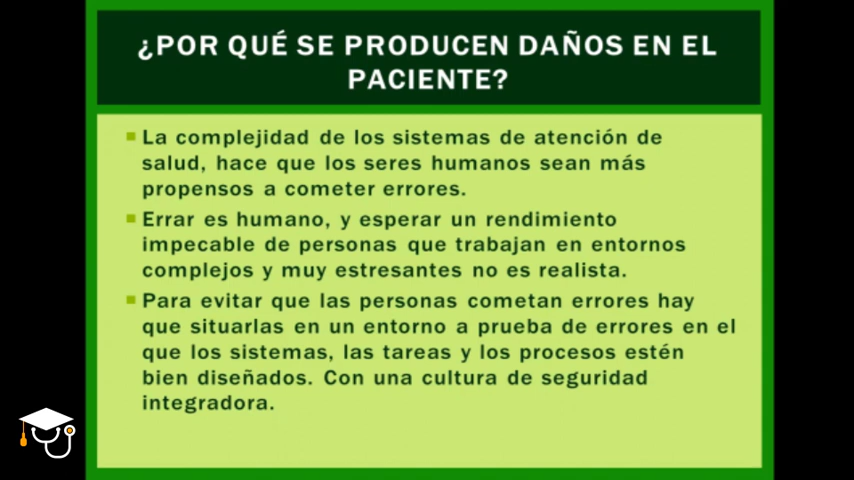 ¿POR QUÉ SE PRODUCEN DAÑOS EN EL
PACIENTE?
La complejidad de los sistemas de atención de
salud, hace que los seres humanos sean más
propensos a cometer errores.
Errar es humano, y esperar un rendimiento
impecable de personas que trabajan en entornos
complejos y muy estresantes no es realista.
Para evitar que las personas cometan errores hay
que situarlas en un entorno a prueba de errores en el
que los sistemas, las tareas y los procesos estén
bien diseñados. Con una cultura de seguridad
integradora.